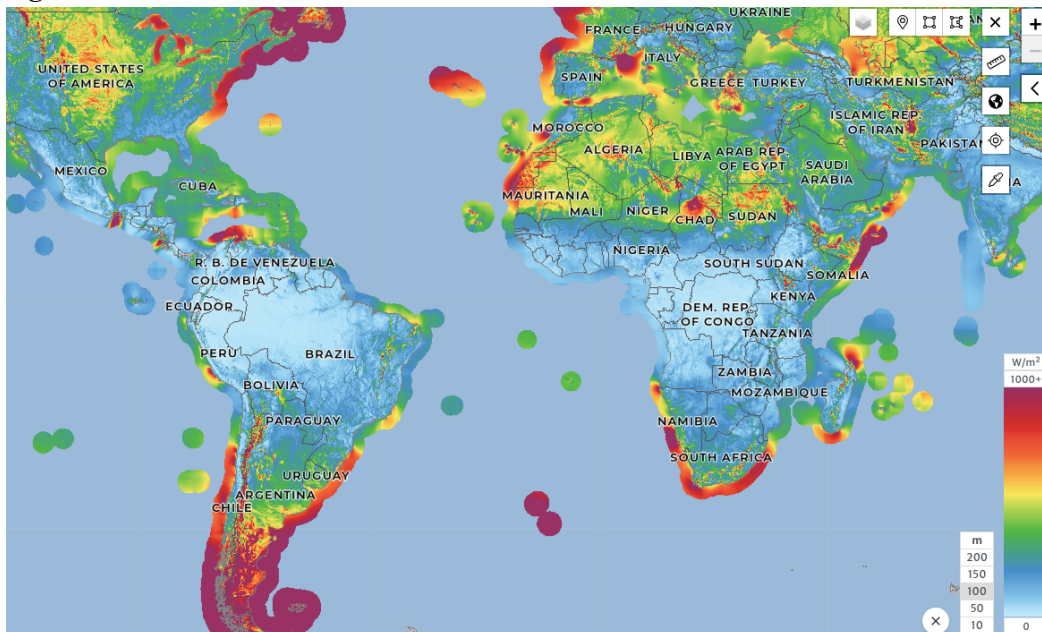 UKRAINE
FRANCE
HUNGARY
UNITED STATES
OF AMERICA
ITALY
SPAIN
GREECE
TURKEY
TURKMENISTAN
MOROCCO
ISLAMIC REP.
OF IRAN
PAKISTAN
ALGERIA
LIBYA
ARAB REP.
OF EGYPT
SAUDI
ARABIA
MEXICO
CUBA
MAURITANIA
MALI
NIGER
CHAD
SUDAN
NIGERIA
SOUTH SUDAN
SOMALIA
R. B. DE VENEZUELA
COLOMBIA
ECUADOR
KENYA
DEM. REP.
OF CONGO
TANZANIA
PERU
BRAZIL
ZAMBIA
BOLIVIA
MOZAMBIQUE
PARAGUAY
NAMIBIA
SOUTH AFRICA
URUGUAY
ARGENTINA
CHILE
W/m²
1000+
0
m
200
150
100
50
10